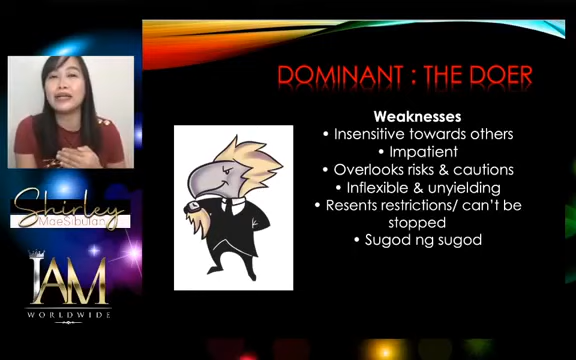 DOMINANT : THE DOER
Weaknesses
• Insensitive towards others
• Impatient
• Overlooks risks & cautions
• Inflexible & unyielding
• Resents restrictions/ can't be
stopped
• Sugod ng sugod
Shirley
MaeSibulan
IAM
WORLDWIDE